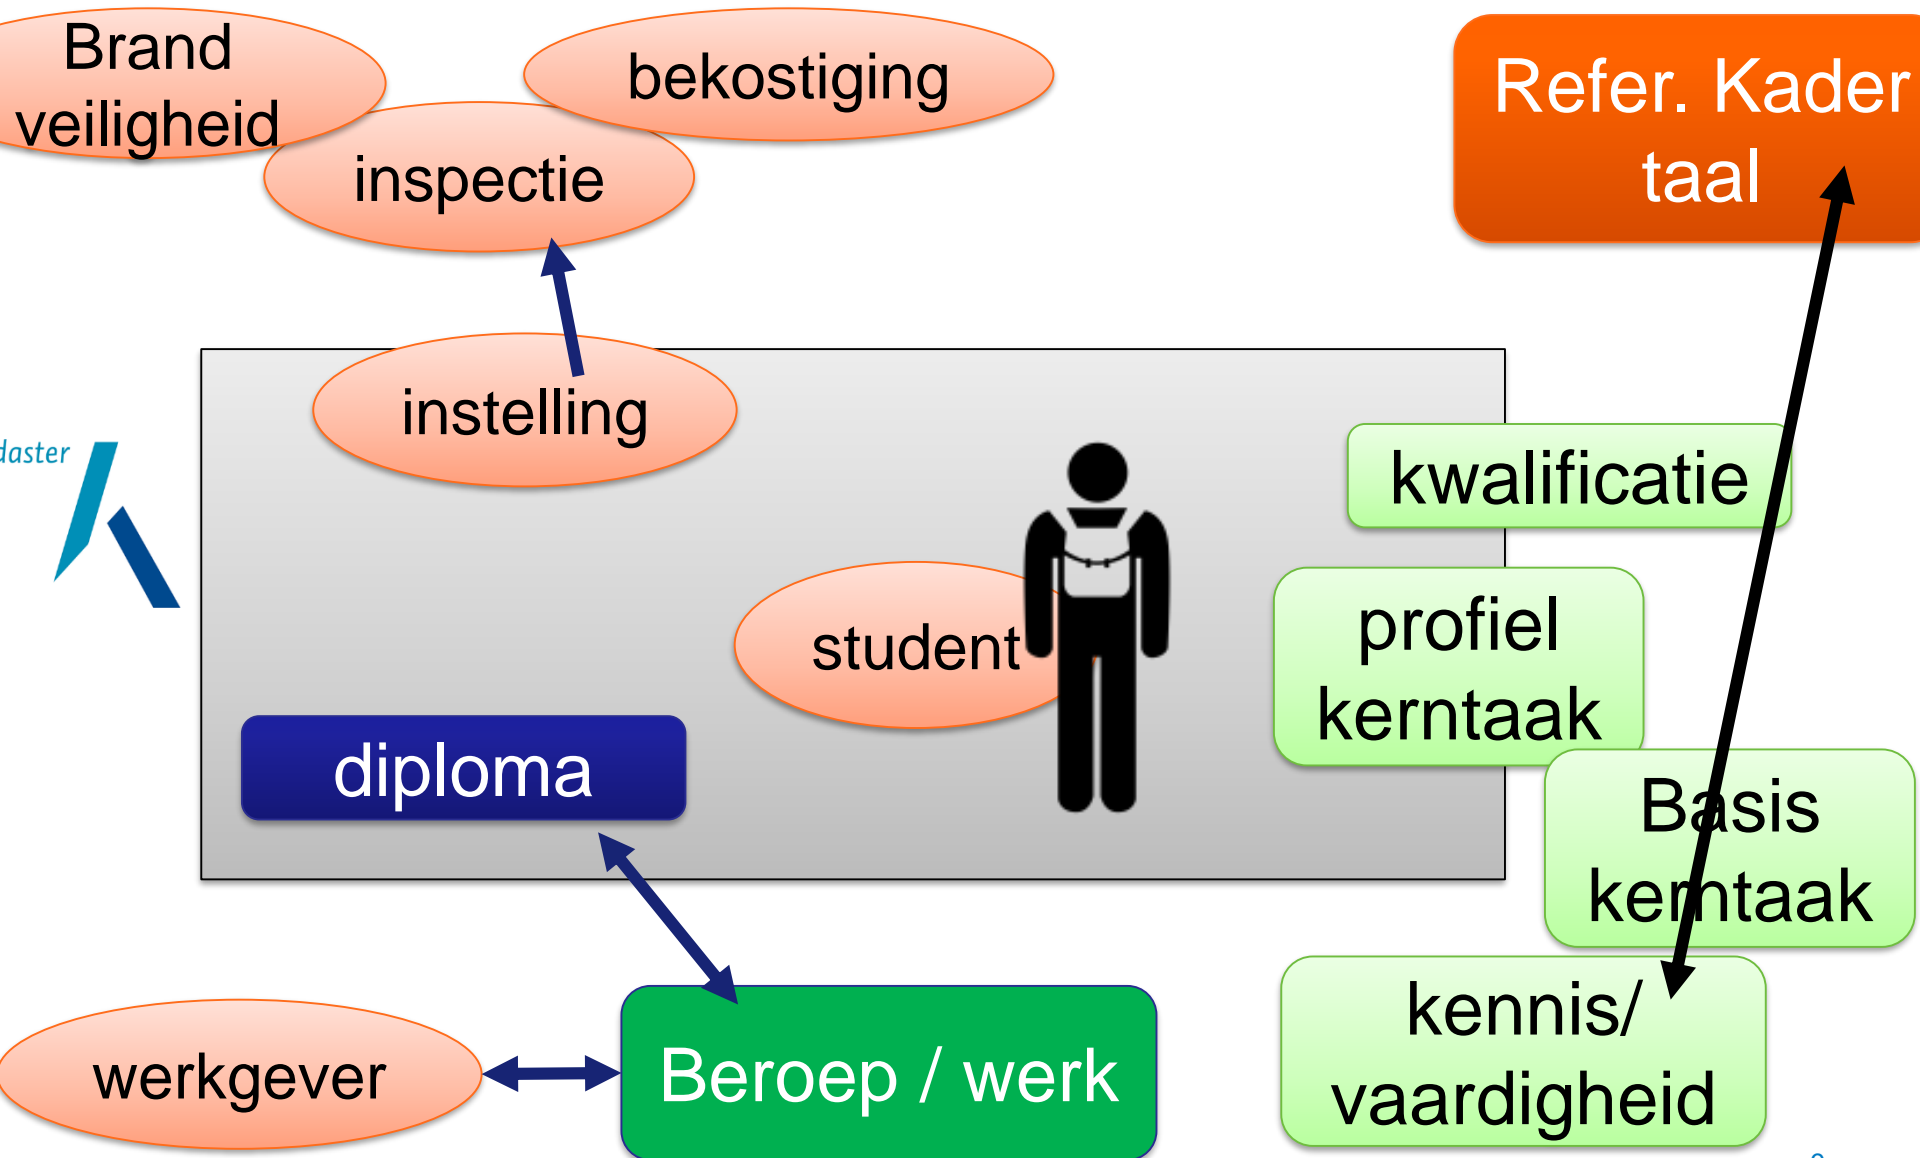 Brand
veiligheid
bekostiging
inspectie
Refer. Kader
taal
instelling
daster
kwalificatie
student
profiel
kerntaak
diploma
Basis
kerntaak
kennis/
vaardigheid
werkgever
Beroep / werk